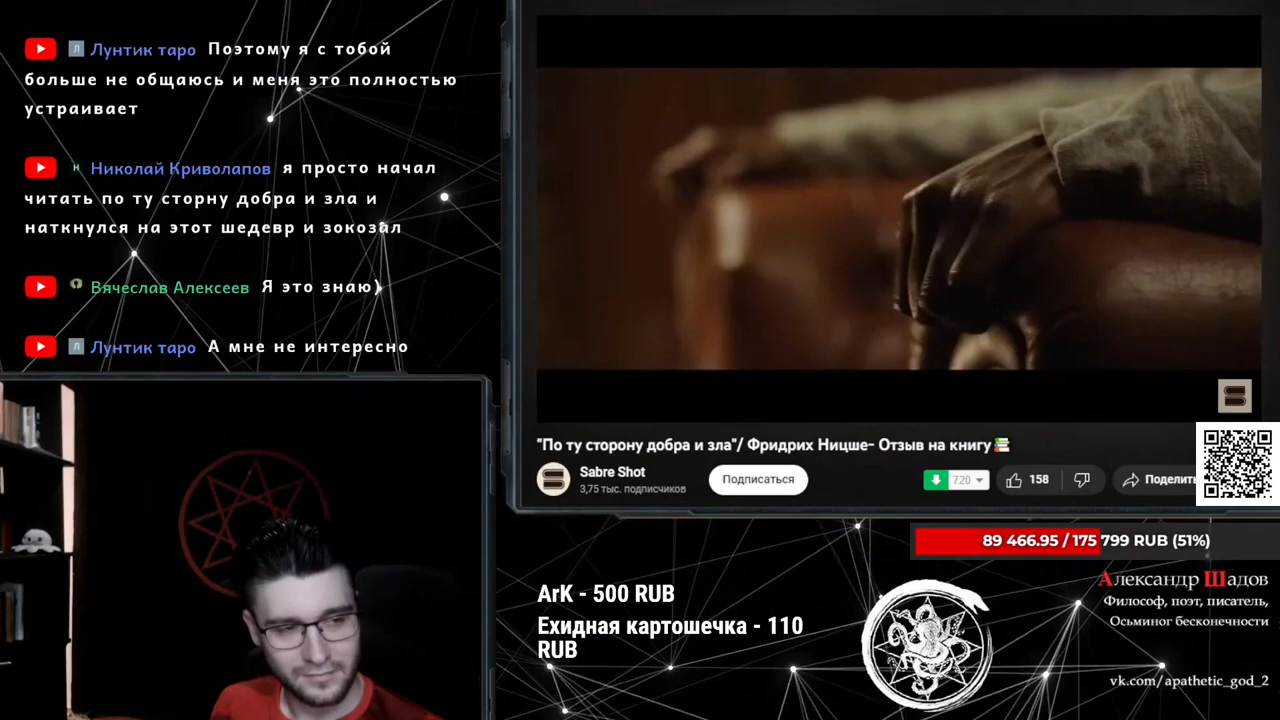 Лунтик таро Поэтому я с тобой
больше не общаюсь и меня это полностью
устраивает
Николай Криволапов я просто начал
читать по ту сторну добра и зла и
наткнулся на этот шедевр и зокозал
Вячеслав Алексеев Я это знаю)
Лунтик таро А мне не интересно
"По ту сторону добра и зла"/ Фридрих Ницше- Отзыв на книгу
Sabre Shot
3,75 тыс. подписчиков
Подписаться
720
158
Поделить
89 466.95 / 175 799 RUB (51%)
ArK - 500 RUB
Ехидная картошечка - 110
RUB
Александр Шадов
Философ, поэт, писатель,
Осьминог бесконечности
vk.com/apathetic_god_2